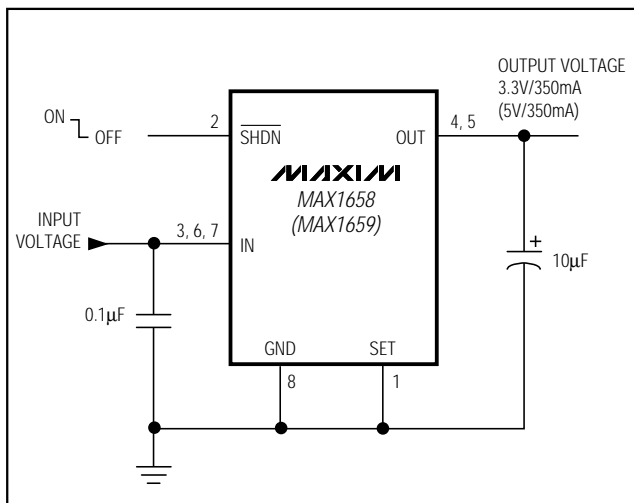 OUTPUT VOLTAGE
3.3V/350mA
(5V/350mA)
ON
OFF
2
SHDN
OUT
4, 5
MAXIM
MAX1658
(MAX1659)
INPUT
VOLTAGE
3, 6, 7
IN
+
10µF
0.1µF
GND
SET
8
1